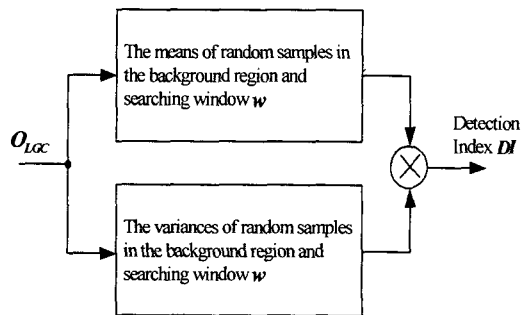 The means of random samples in
the background region and
searching window w
O_LGC
Detection
Index DI
The variances of random samples
in the background region and
searching window w